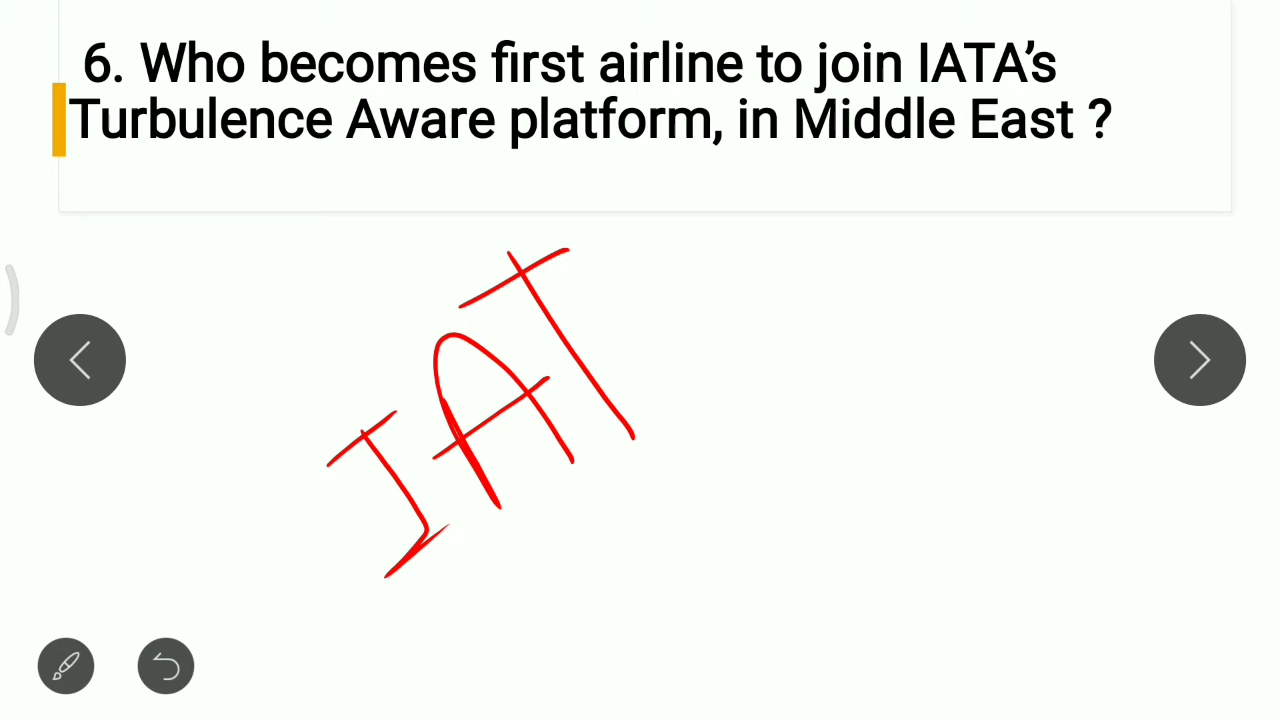 6. Who becomes first airline to join IATA’s
Turbulence Aware platform, in Middle East ?
IAT